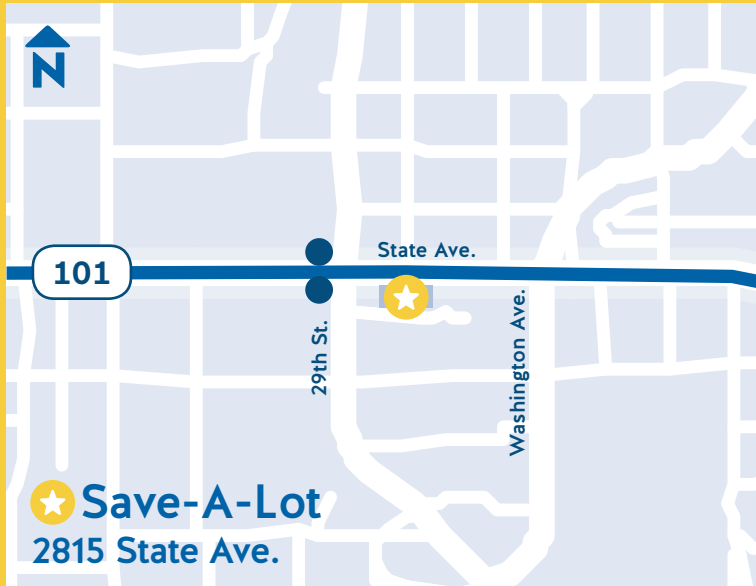 N
State Ave.
101
29th St.
Washington Ave.
Save-A-Lot
2815 State Ave.